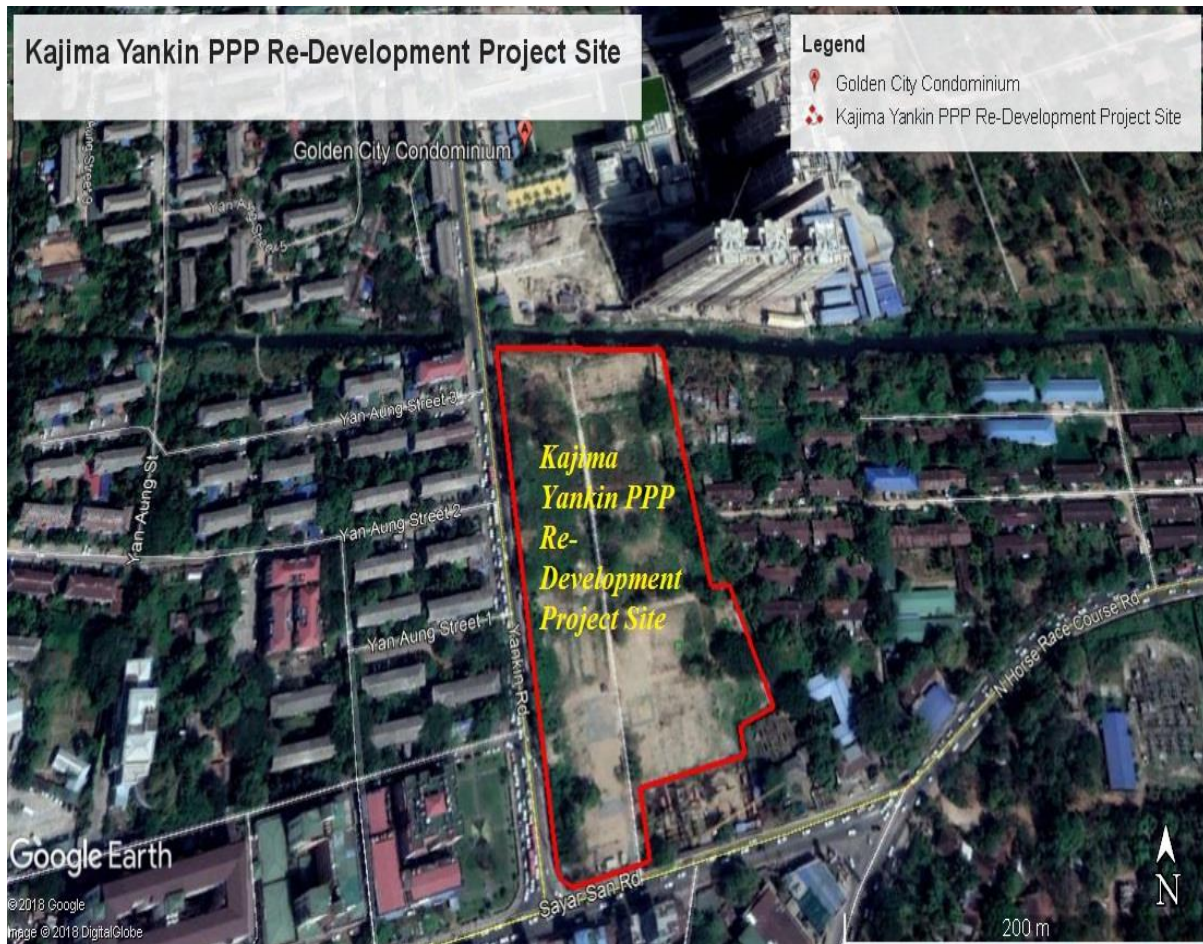 Kajima Yankin PPP Re-Development Project Site
Legend
Golden City Condominium
Kajima Yankin PPP Re-Development Project Site
A
Golden City Condominium
Yan Aung Street 3
Yan Aung St
Yan Aung Street 2
Yan Aung Street 1
Yankin Rd
Kajima
Yankin PPP
Re-
Development
Project Site
N Horse Race Course Rd
Sayar San Rd
Google Earth
© 2018 Google
Image © 2018 DigitalGlobe
200 m
N